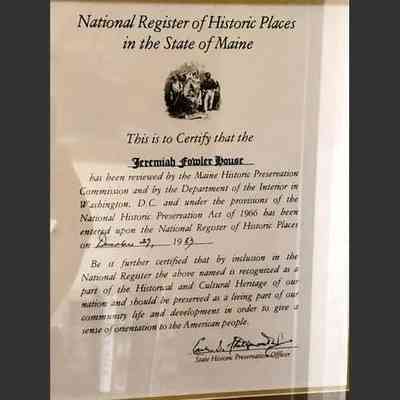 National Register of Historic Places
in the State of Maine
This is to Certify that the
Jeremiah Fowler House
has been reviewed by the Maine Historic Preservation
Commission and by the Department of the Interior in
Washington, D.C. and under the provisions of the
National Historic Preservation Act of 1966 has been
entered upon the National Register of Historic Places
on December 27, 1983.
Be it further certified that by inclusion in the
National Register the above named is recognized as a
part of the Historical and Cultural Heritage of our
nation and should be preserved as a living part of our
community life and development in order to give a
sense of orientation to the American people.
State Historic Preservation Officer